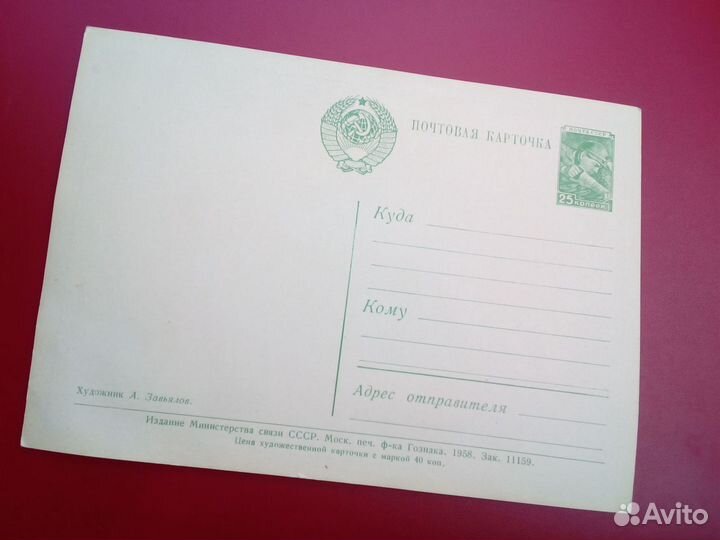 ПОЧТОВАЯ КАРТОЧКА
ПОЧТА СССР
25 КОПЕЕК
Куда
Кому
Адрес отправителя
Художник А. Завьялов.
Издание Министерства связи СССР. Моск. печ. ф-ка Гознака. 1958. Зак. 11159.
Цена художественной карточки с маркой 40 коп.
Avito